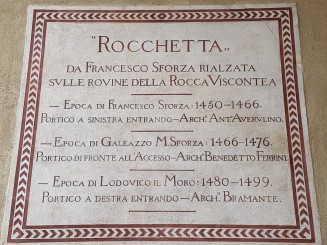 "ROCCHETTA„
DA FRANCESCO SFORZA RIALZATA
SVLLE ROVINE DELLA ROCCA VISCONTEA
— EPOCA DI FRANCESCO SFORZA: 1450-1466.
PORTICO A SINISTRA ENTRANDO - ARCH. ANT. AVERVLINO.
— EPOCA DI GALEAZZO M. SFORZA: 1466-1476.
PORTICO DI FRONTE ALL'ACCESSO - ARCH. BENEDETTO FERRINI
— EPOCA DI LODOVICO IL MORO: 1480-1499.
PORTICO A DESTRA ENTRANDO — ARCH. BRAMANTE.